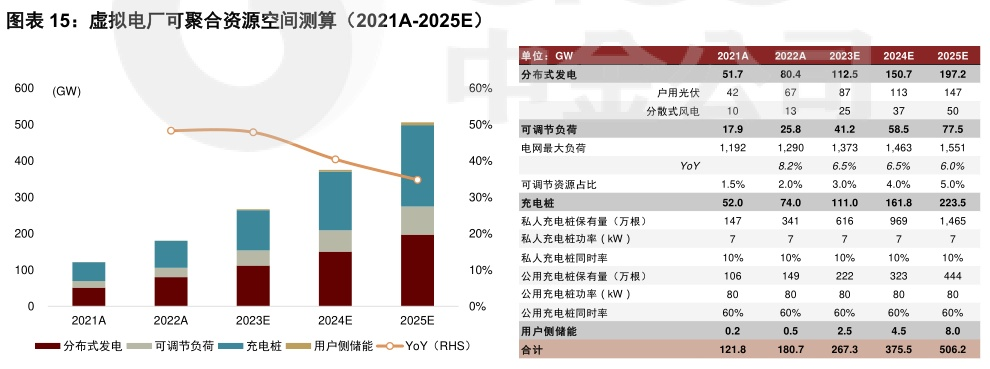 图表 15：虚拟电厂可聚合资源空间测算（2021A-2025E）
(GW)
600
500
400
300
200
100
0
60%
50%
40%
30%
20%
10%
0%
2021A 2022A 2023E 2024E 2025E
分布式发电 可调节负荷 充电桩 用户侧储能 YoY（RHS）
单位：GW 2021A 2022A 2023E 2024E 2025E
分布式发电 51.7 80.4 112.5 150.7 197.2
户用光伏 42 67 87 113 147
分散式风电 10 13 25 37 50
可调节负荷 17.9 25.8 41.2 58.5 77.5
电网最大负荷 1,192 1,290 1,373 1,463 1,551
YoY 8.2% 6.5% 6.5% 6.0%
可调节资源占比 1.5% 2.0% 3.0% 4.0% 5.0%
充电桩 52.0 74.0 111.0 161.8 223.5
私人充电桩保有量（万根） 147 341 616 969 1,465
私人充电桩功率（kW） 7 7 7 7 7
私人充电桩同时率 10% 10% 10% 10% 10%
公用充电桩保有量（万根） 106 149 222 323 444
公用充电桩功率（kW） 80 80 80 80 80
公用充电桩同时率 60% 60% 60% 60% 60%
用户侧储能 0.2 0.5 2.5 4.5 8.0
合计 121.8 180.7 267.3 375.5 506.2
中金公司